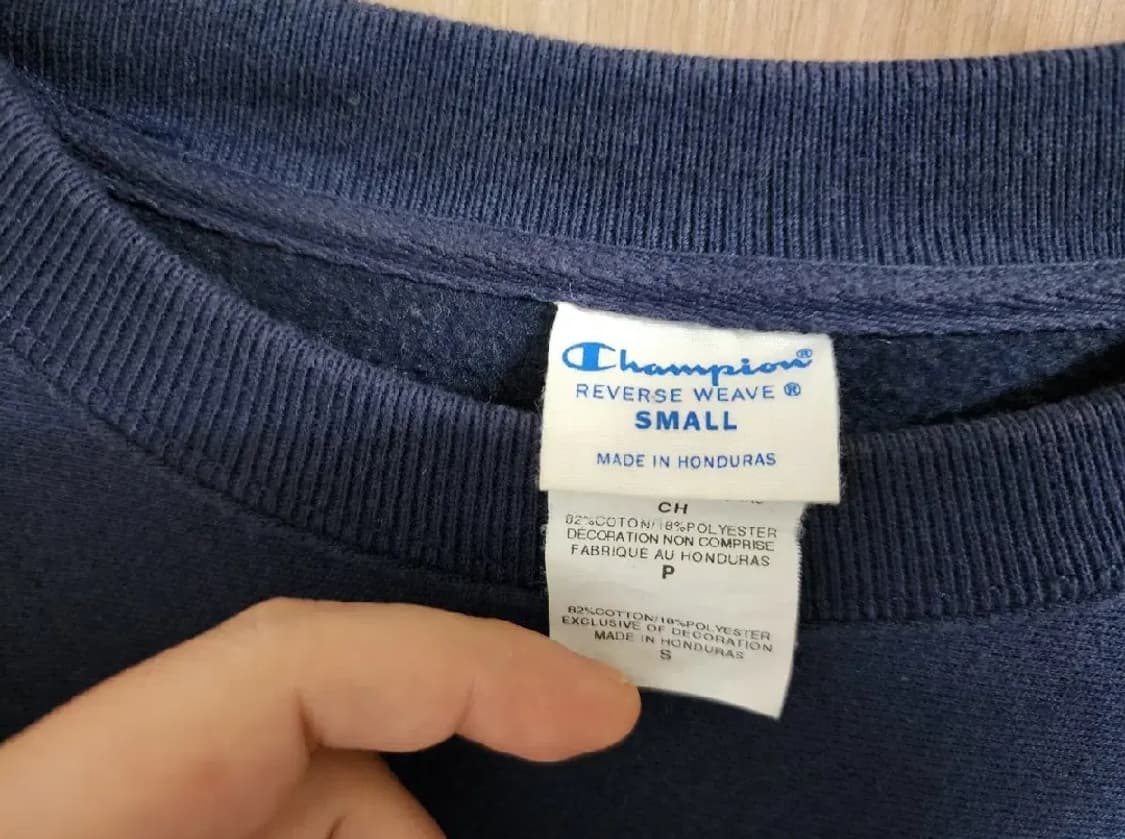 Champion®
REVERSE WEAVE ®
SMALL
MADE IN HONDURAS
CH
82%COTON/18%POLYESTER
DECORATION NON COMPRISE
FABRIQUE AU HONDURAS
P
82%COTTON/18%POLYESTER
EXCLUSIVE OF DECORATION
MADE IN HONDURAS
S